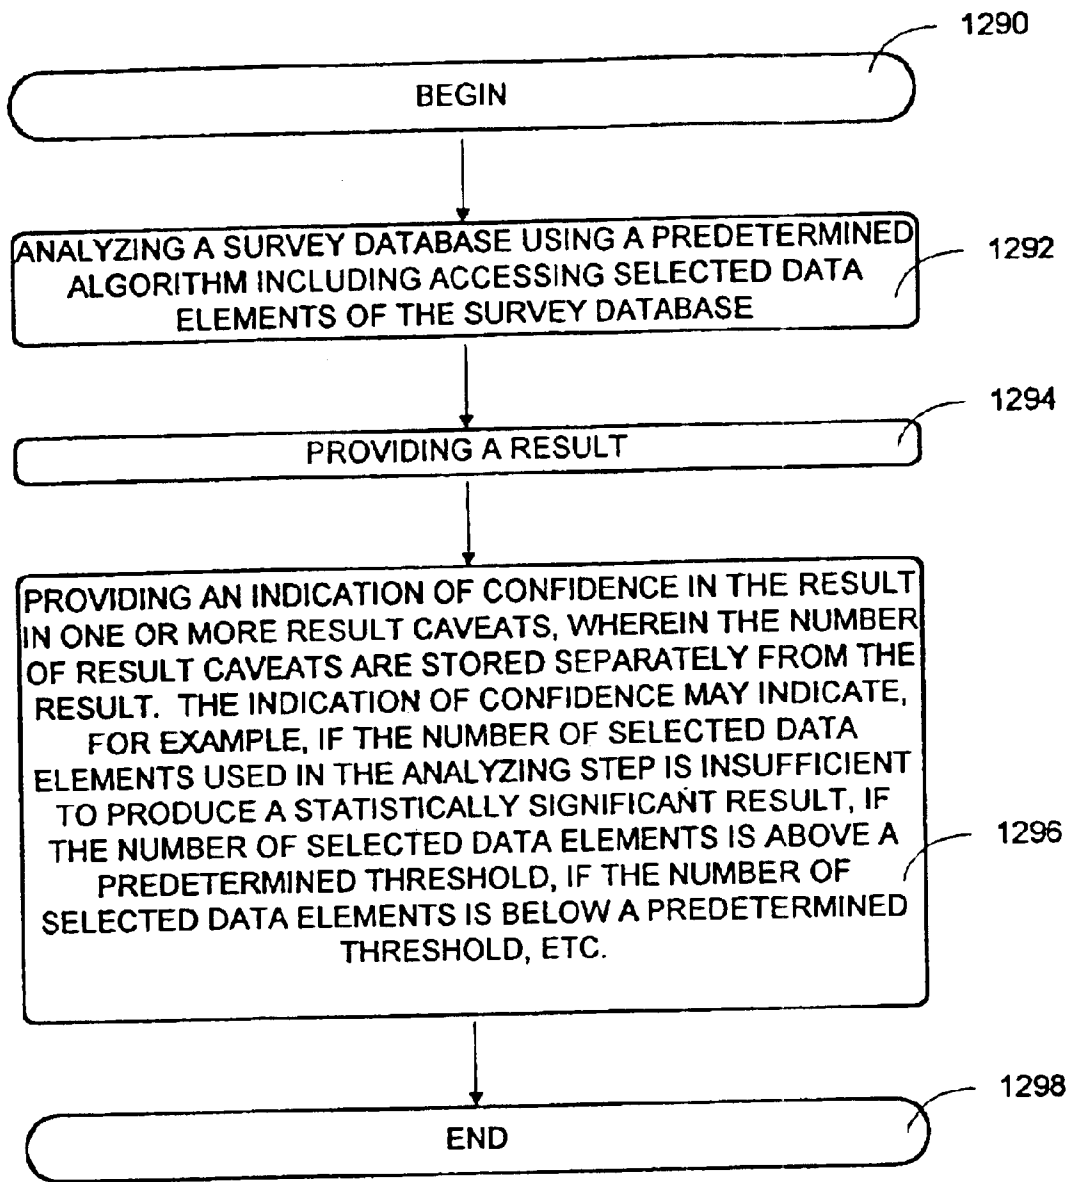 1290
BEGIN
ANALYZING A SURVEY DATABASE USING A PREDETERMINED
ALGORITHM INCLUDING ACCESSING SELECTED DATA
ELEMENTS OF THE SURVEY DATABASE
1292
1294
PROVIDING A RESULT
PROVIDING AN INDICATION OF CONFIDENCE IN THE RESULT
IN ONE OR MORE RESULT CAVEATS, WHEREIN THE NUMBER
OF RESULT CAVEATS ARE STORED SEPARATELY FROM THE
RESULT. THE INDICATION OF CONFIDENCE MAY INDICATE,
FOR EXAMPLE, IF THE NUMBER OF SELECTED DATA
ELEMENTS USED IN THE ANALYZING STEP IS INSUFFICIENT
TO PRODUCE A STATISTICALLY SIGNIFICANT RESULT, IF
THE NUMBER OF SELECTED DATA ELEMENTS IS ABOVE A
PREDETERMINED THRESHOLD, IF THE NUMBER OF
SELECTED DATA ELEMENTS IS BELOW A PREDETERMINED
THRESHOLD, ETC.
1296
1298
END